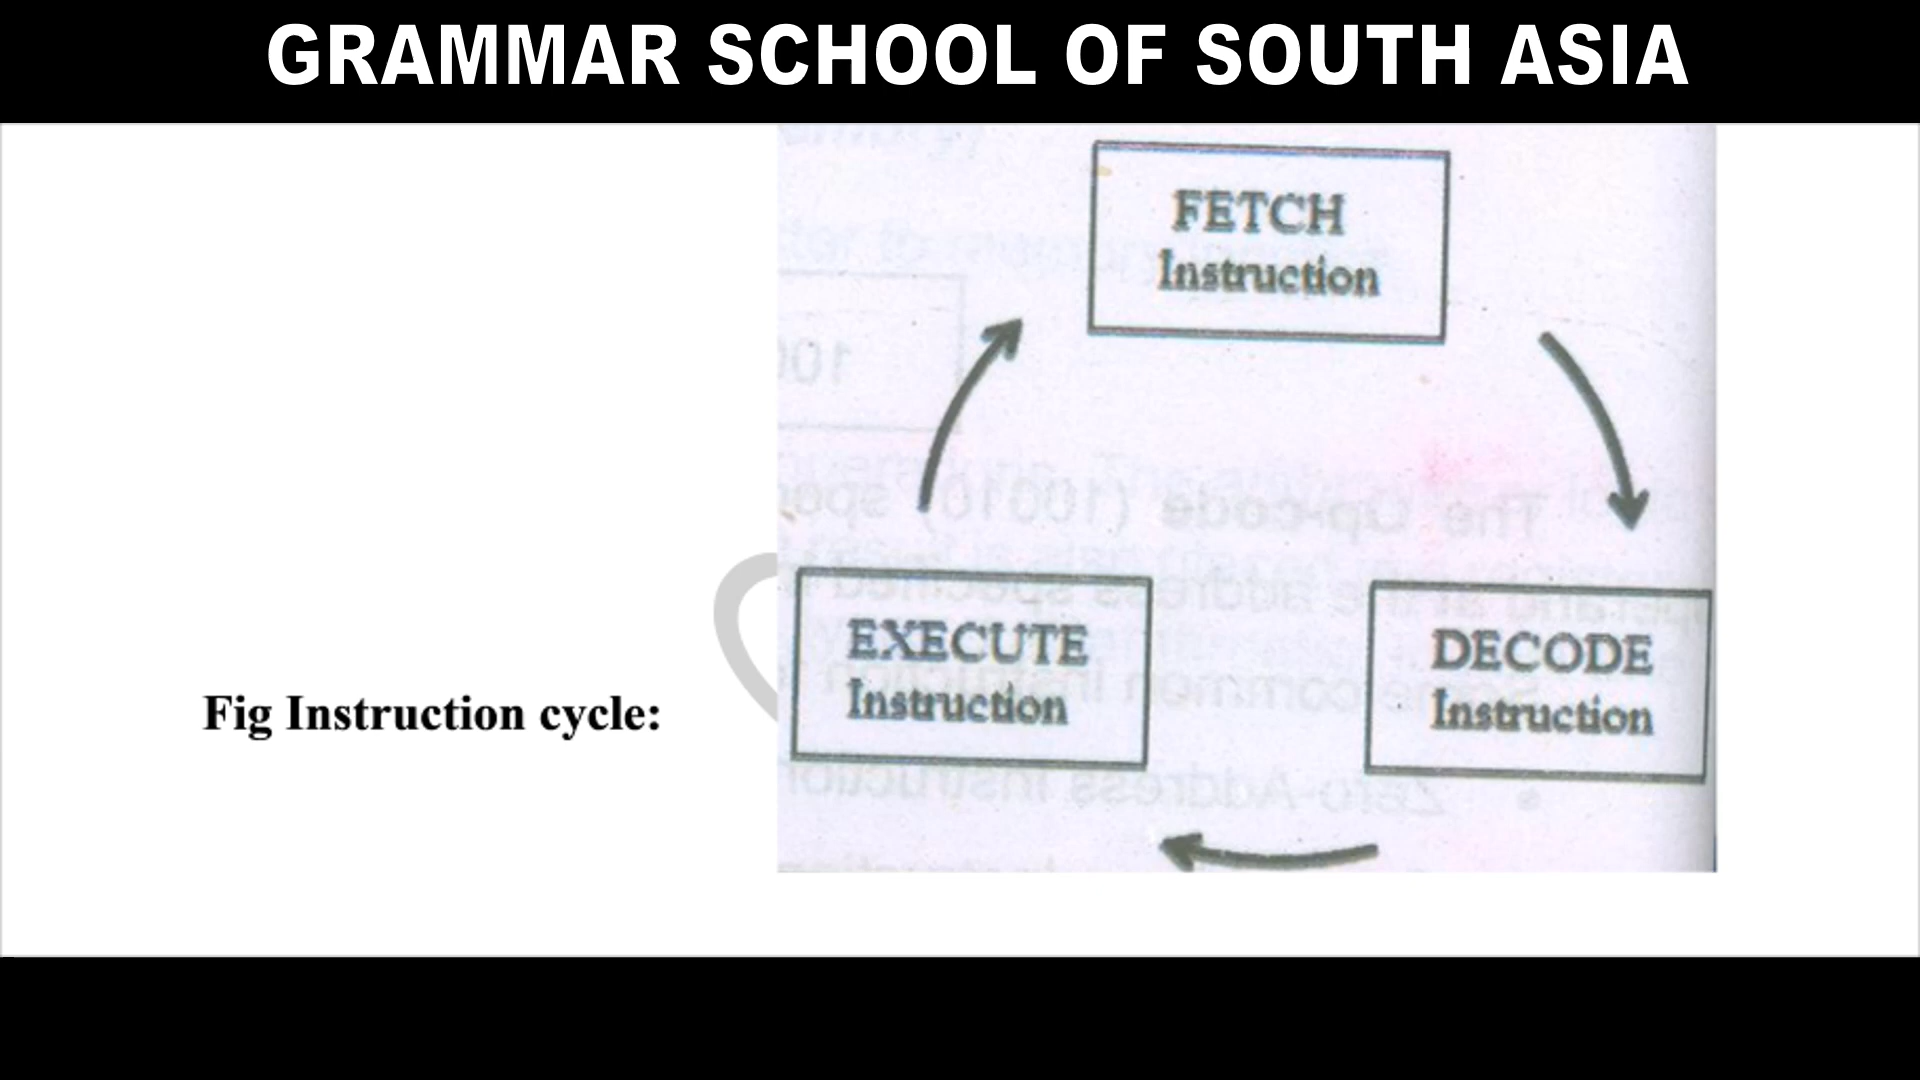 GRAMMAR SCHOOL OF SOUTH ASIA
FETCH
Instruction
EXECUTE
Instruction
DECODE
Instruction
Fig Instruction cycle: